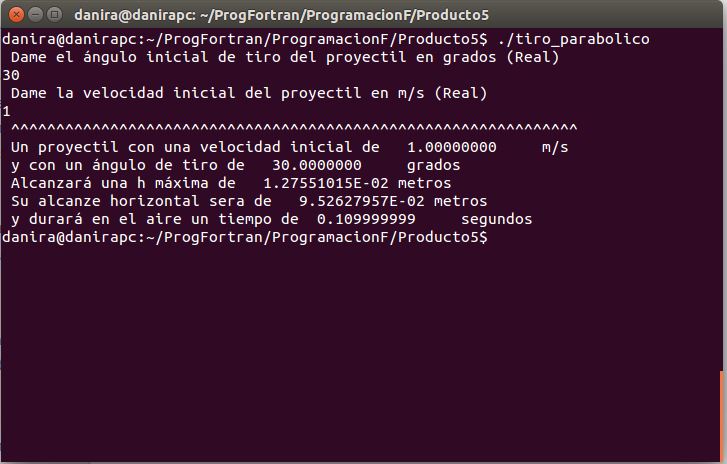 danira@danirapc: ~/ProgFortran/ProgramacionF/Producto5
danira@danirapc:~/ProgFortran/ProgramacionF/Producto5$ ./tiro_parabolico
Dame el ángulo inicial de tiro del proyectil en grados (Real)
30
Dame la velocidad inicial del proyectil en m/s (Real)
1
^^^^^^^^^^^^^^^^^^^^^^^^^^^^^^^^^^^^^^^^^^^^^^^^^^^^^^^^^^^^^^^
Un proyectil con una velocidad inicial de   1.00000000     m/s
y con un ángulo de tiro de   30.0000000     grados
Alcanzará una h máxima de   1.27551015E-02 metros
Su alcanze horizontal sera de   9.52627957E-02 metros
y durará en el aire un tiempo de  0.109999999     segundos
danira@danirapc:~/ProgFortran/ProgramacionF/Producto5$